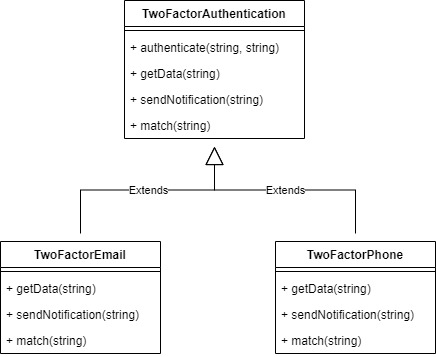 TwoFactorAuthentication
+ authenticate(string, string)
+ getData(string)
+ sendNotification(string)
+ match(string)
Extends
Extends
TwoFactorEmail
+ getData(string)
+ sendNotification(string)
+ match(string)
TwoFactorPhone
+ getData(string)
+ sendNotification(string)
+ match(string)